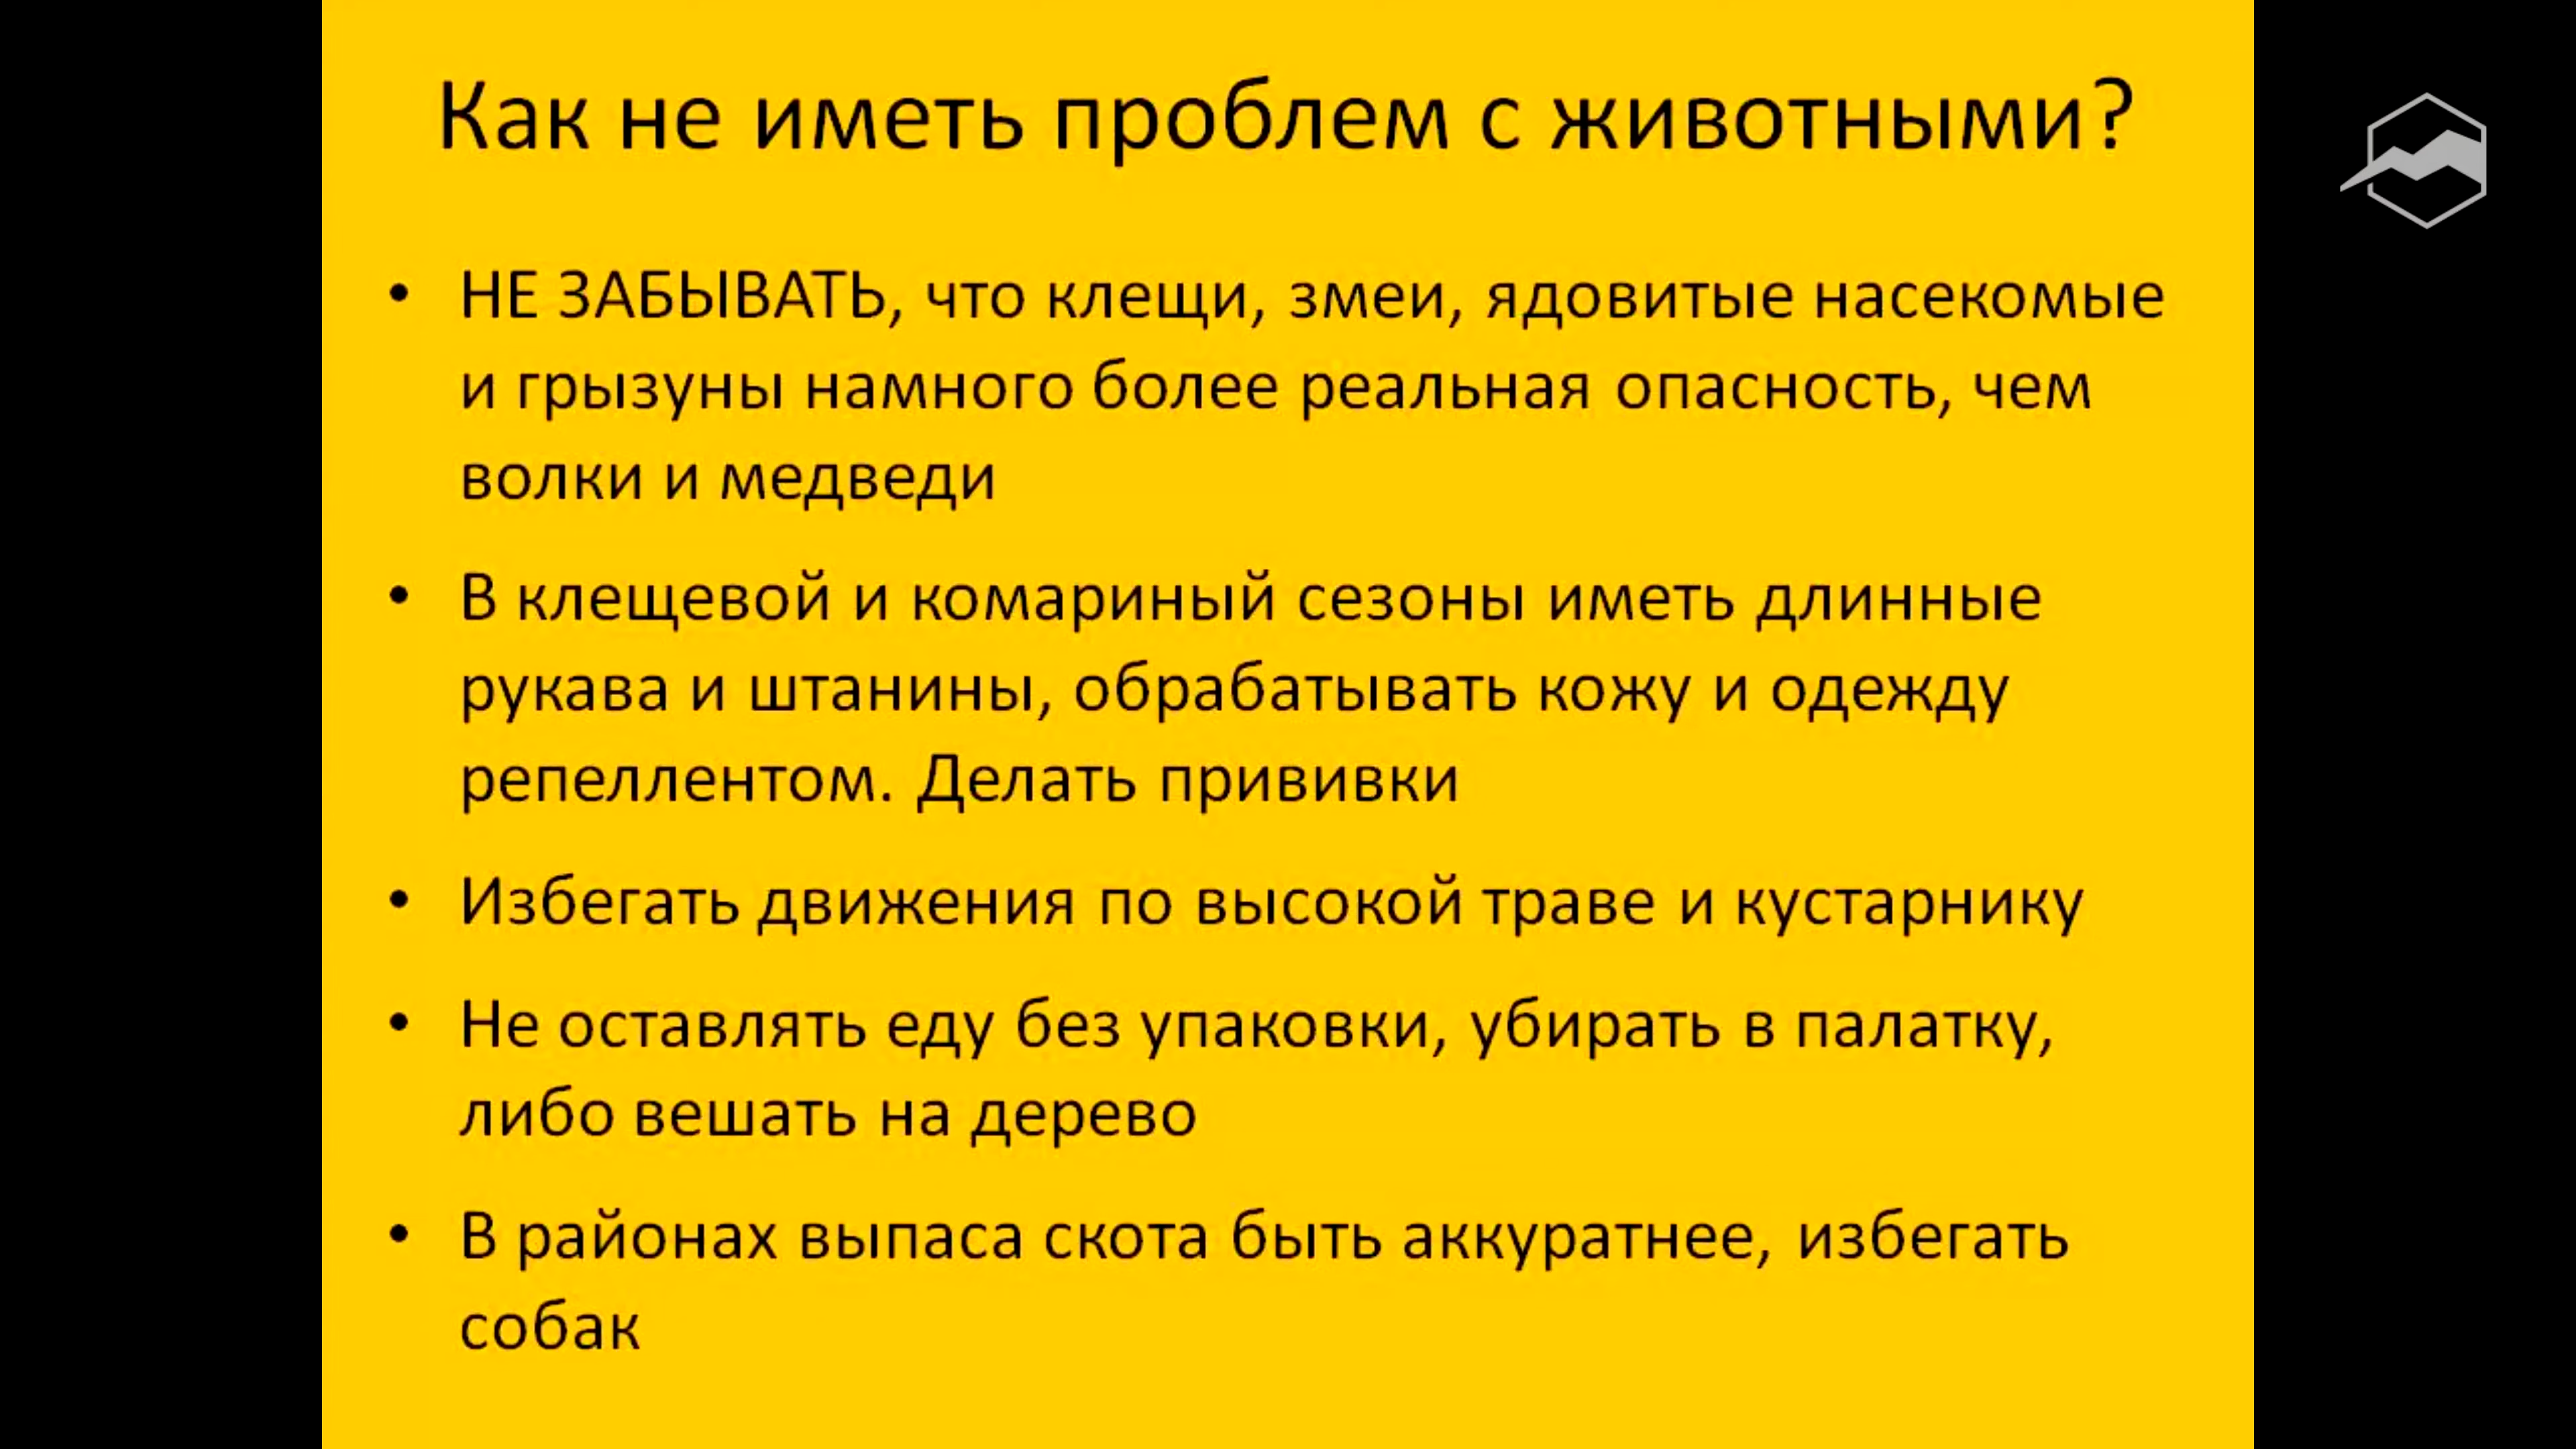 Как не иметь проблем с животными?
• НЕ ЗАБЫВАТЬ, что клещи, змеи, ядовитые насекомые
и грызуны намного более реальная опасность, чем
волки и медведи
• В клещевой и комариный сезоны иметь длинные
рукава и штанины, обрабатывать кожу и одежду
репеллентом. Делать прививки
• Избегать движения по высокой траве и кустарнику
• Не оставлять еду без упаковки, убирать в палатку,
либо вешать на дерево
• В районах выпаса скота быть аккуратнее, избегать
собак